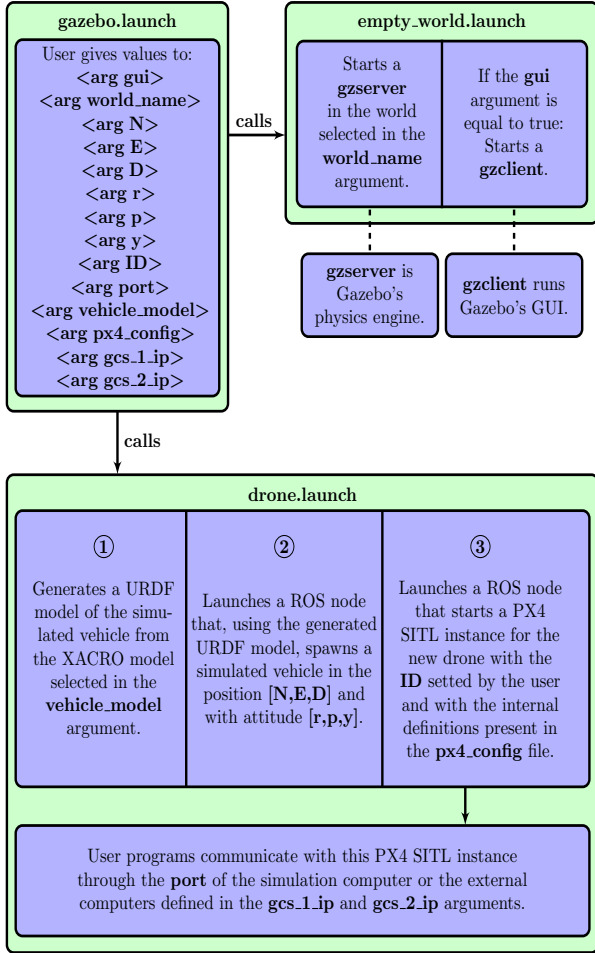 gazebo.launch
User gives values to:
<arg gui>
<arg world_name>
<arg N>
<arg E>
<arg D>
<arg r>
<arg p>
<arg y>
<arg ID>
<arg port>
<arg vehicle_model>
<arg px4_config>
<arg gcs_1_ip>
<arg gcs_2_ip>
calls
empty_world.launch
Starts a
gzserver
in the world
selected in the
world_name
argument.
If the gui
argument is
equal to true:
Starts a
gzclient.
gzserver is
Gazebo's
physics engine.
gzclient runs
Gazebo's GUI.
calls
drone.launch
1
Generates a URDF
model of the simu-
lated vehicle from
the XACRO model
selected in the
vehicle_model
argument.
2
Launches a ROS node
that, using the generated
URDF model, spawns a
simulated vehicle in the
position [N,E,D] and
with attitude [r,p,y].
3
Launches a ROS node
that starts a PX4
SITL instance for the
new drone with the
ID setted by the user
and with the internal
definitions present in
the px4_config file.
User programs communicate with this PX4 SITL instance
through the port of the simulation computer or the external
computers defined in the gcs_1_ip and gcs_2_ip arguments.